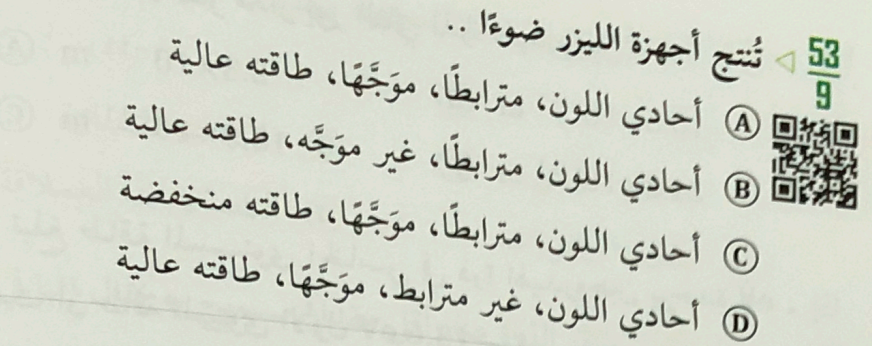 53
9
◁ تُنتج أجهزة الليزر ضوءًا ..
A أحادي اللون، مترابطًا، موَجَّهًا، طاقته عالية
B أحادي اللون، مترابطًا، غير موَجَّه، طاقته عالية
C أحادي اللون، مترابطًا، موَجَّهًا، طاقته منخفضة
D أحادي اللون، غير مترابط، موَجَّهًا، طاقته عالية